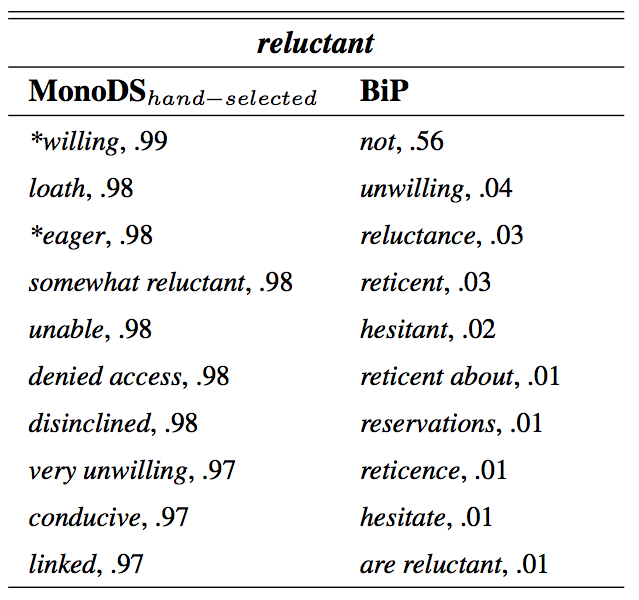 reluctant
MonoDShand−selected BiP
*willing, .99 not, .56
loath, .98 unwilling, .04
*eager, .98 reluctance, .03
somewhat reluctant, .98 reticent, .03
unable, .98 hesitant, .02
denied access, .98 reticent about, .01
disinclined, .98 reservations, .01
very unwilling, .97 reticence, .01
conducive, .97 hesitate, .01
linked, .97 are reluctant, .01